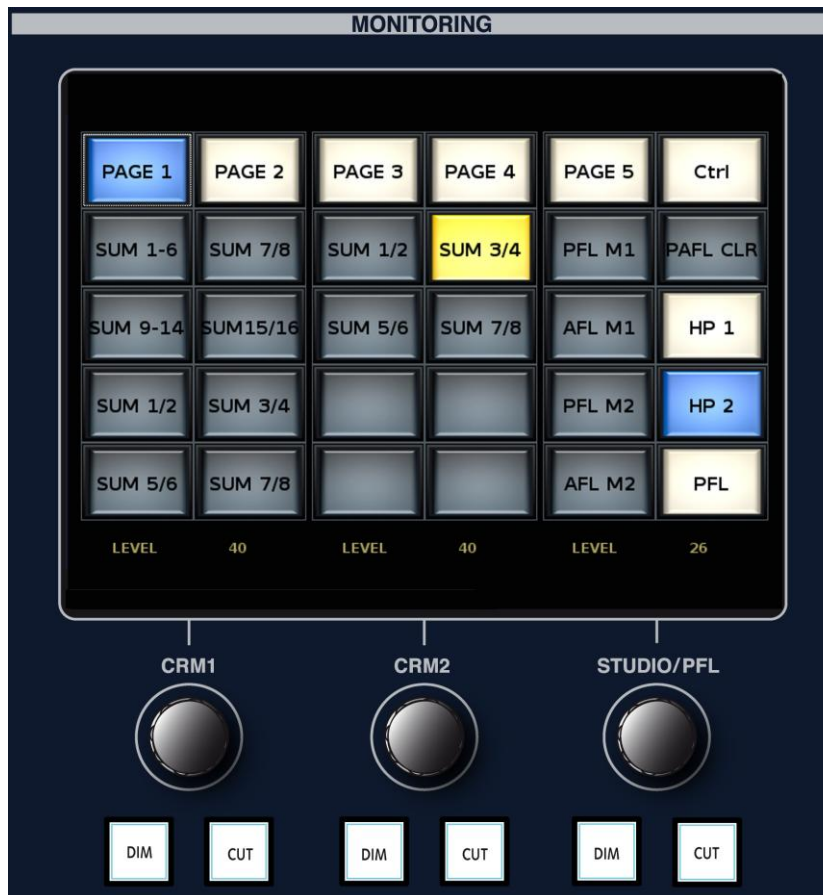 MONITORING
PAGE 1 PAGE 2 PAGE 3 PAGE 4 PAGE 5 Ctrl
SUM 1-6 SUM 7/8 SUM 1/2 SUM 3/4 PFL M1 PAFL CLR
SUM 9-14 SUM15/16 SUM 5/6 SUM 7/8 AFL M1 HP 1
SUM 1/2 SUM 3/4 PFL M2 HP 2
SUM 5/6 SUM 7/8 AFL M2 PFL
LEVEL 40 LEVEL 40 LEVEL 26
CRM1 CRM2 STUDIO/PFL
DIM CUT DIM CUT DIM CUT